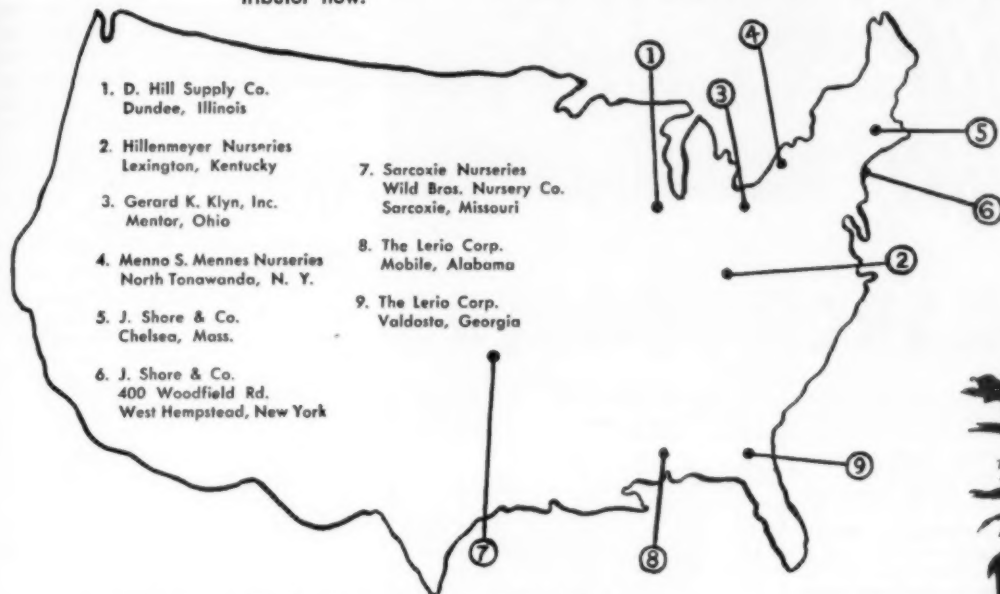 tributor now.
1. D. Hill Supply Co.
Dundee, Illinois
2. Hillenmeyer Nurseries
Lexington, Kentucky
3. Gerard K. Klyn, Inc.
Mentor, Ohio
4. Menno S. Mennes Nurseries
North Tonawanda, N. Y.
5. J. Shore & Co.
Chelsea, Mass.
6. J. Shore & Co.
400 Woodfield Rd.
West Hempstead, New York
7. Sarcoxie Nurseries
Wild Bros. Nursery Co.
Sarcoxie, Missouri
8. The Lerio Corp.
Mobile, Alabama
9. The Lerio Corp.
Valdosta, Georgia
1
4
3
5
6
2
9
7
8